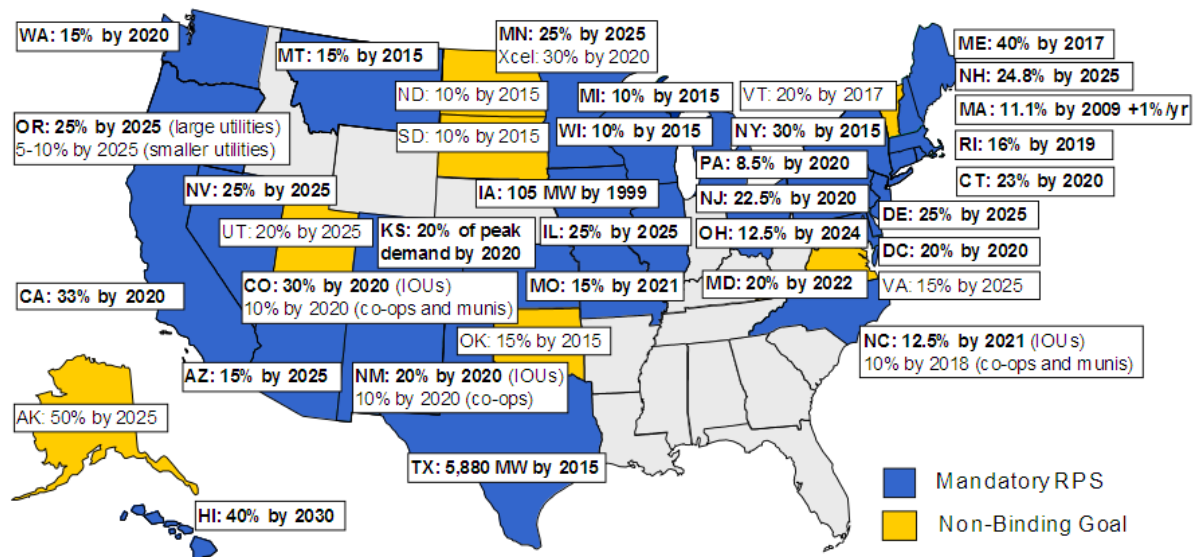 WA: 15% by 2020
MT: 15% by 2015
MN: 25% by 2025
Xcel: 30% by 2020
ME: 40% by 2017
NH: 24.8% by 2025
ND: 10% by 2015
MI: 10% by 2015
VT: 20% by 2017
MA: 11.1% by 2009 +1%/yr
OR: 25% by 2025 (large utilities)
5-10% by 2025 (smaller utilities)
SD: 10% by 2015
WI: 10% by 2015
NY: 30% by 2015
RI: 16% by 2019
PA: 8.5% by 2020
CT: 23% by 2020
NV: 25% by 2025
IA: 105 MW by 1999
NJ: 22.5% by 2020
DE: 25% by 2025
UT: 20% by 2025
KS: 20% of peak
demand by 2020
IL: 25% by 2025
OH: 12.5% by 2024
DC: 20% by 2020
CA: 33% by 2020
CO: 30% by 2020 (IOUs)
10% by 2020 (co-ops and munis)
MO: 15% by 2021
MD: 20% by 2022
VA: 15% by 2025
OK: 15% by 2015
NC: 12.5% by 2021 (IOUs)
10% by 2018 (co-ops and munis)
AZ: 15% by 2025
NM: 20% by 2020 (IOUs)
10% by 2020 (co-ops)
AK: 50% by 2025
TX: 5,880 MW by 2015
Mandatory RPS
HI: 40% by 2030
Non-Binding Goal